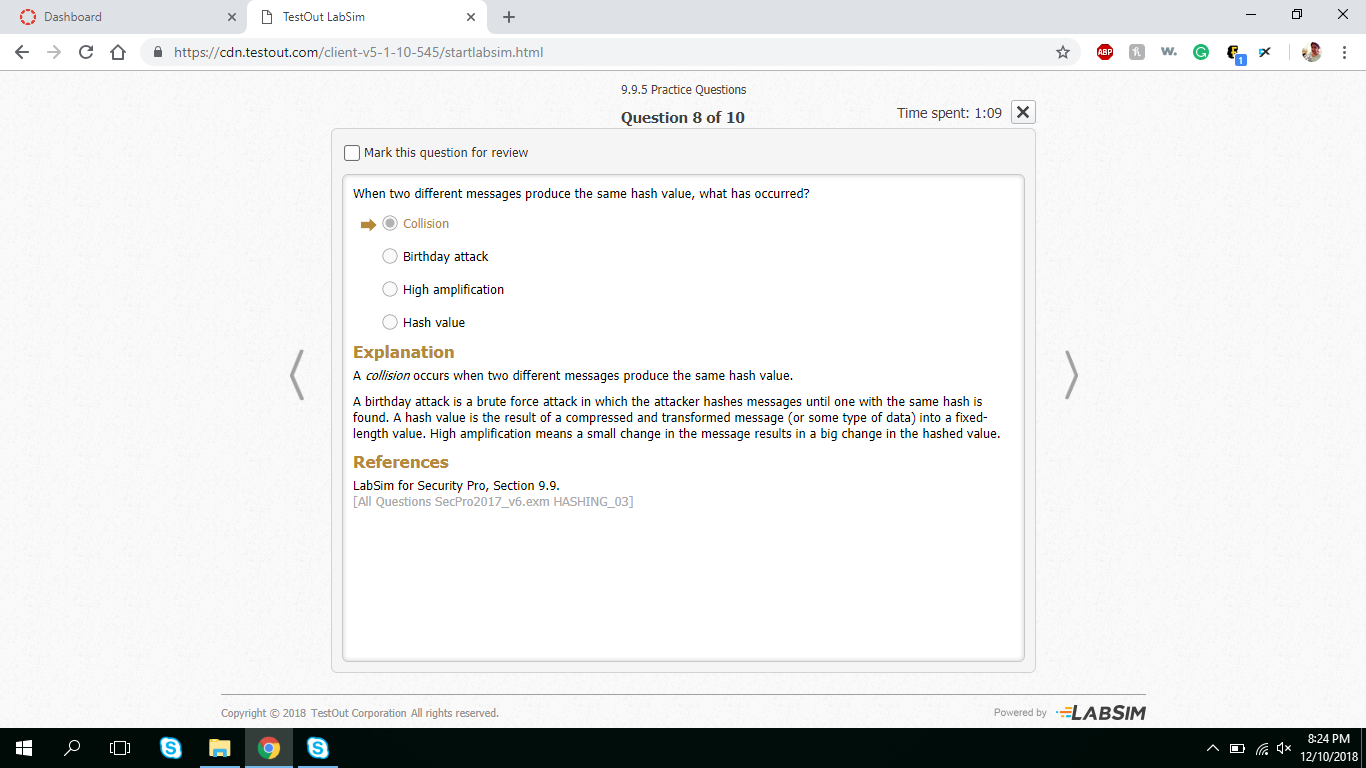 Dashboard
TestOut LabSim
https://cdn.testout.com/client-v5-1-10-545/startlabsim.html
ABP
w.
1
9.9.5 Practice Questions
Question 8 of 10
Time spent: 1:09
Mark this question for review
When two different messages produce the same hash value, what has occurred?
Collision
Birthday attack
High amplification
Hash value
Explanation
A collision occurs when two different messages produce the same hash value.
A birthday attack is a brute force attack in which the attacker hashes messages until one with the same hash is
found. A hash value is the result of a compressed and transformed message (or some type of data) into a fixed-
length value. High amplification means a small change in the message results in a big change in the hashed value.
References
LabSim for Security Pro, Section 9.9.
[All Questions SecPro2017_v6.exm HASHING_03]
Copyright © 2018 TestOut Corporation All rights reserved.
Powered by LABSIM
8:24 PM
12/10/2018